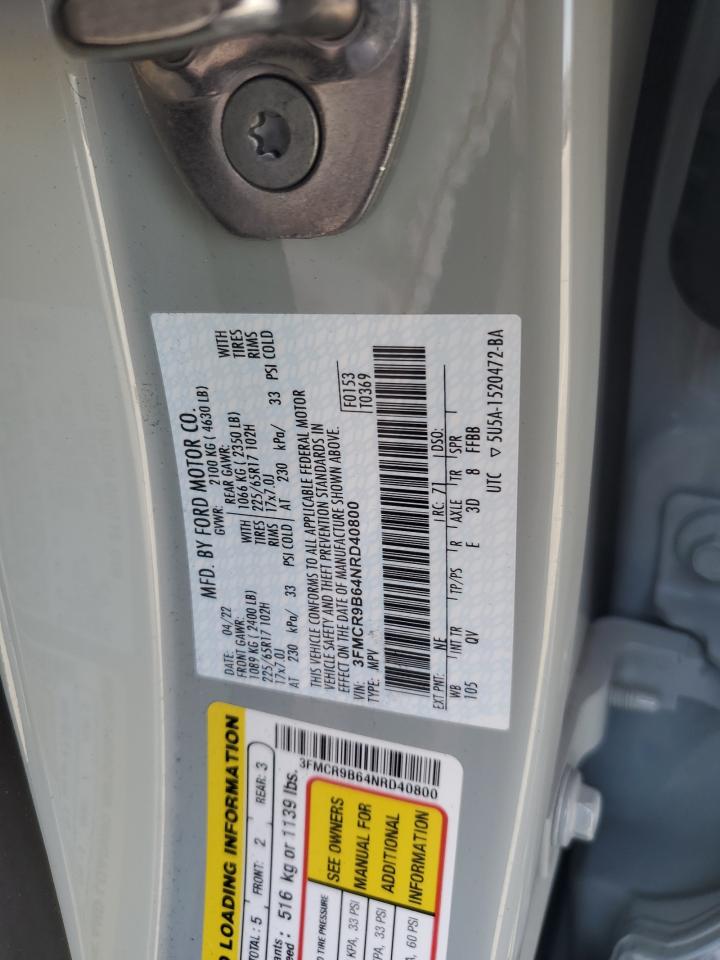 MFD. BY FORD MOTOR CO.
DATE: 04/22 GVWR: 2100 KG ( 4630 LB)
FRONT GAWR: REAR GAWR:
1089 KG ( 2400 LB) WITH 1066 KG ( 2350 LB) WITH
225/65R17 102H TIRES 225/65R17 102H TIRES
17x7.0J RIMS 17x7.0J RIMS
AT 230 kPa/ 33 PSI COLD AT 230 kPa/ 33 PSI COLD
THIS VEHICLE CONFORMS TO ALL APPLICABLE FEDERAL MOTOR
VEHICLE SAFETY AND THEFT PREVENTION STANDARDS IN
EFFECT ON THE DATE OF MANUFACTURE SHOWN ABOVE.
VIN: 3FMCR9B64NRD40800 F0153
TYPE: MPV T0369
EXT PNT: NE RC: 71 DSO:
WB INT TR TP/PS R AXLE TR SPR
105 QV E 3D 8 FFBB
UTC ▽ 5U5A-1520472-BA
LOADING INFORMATION
TOTAL: 5 FRONT: 2 REAR: 3
516 kg or 1139 lbs.
3FMCR9B64NRD40800
TIRE PRESSURE
KPA, 33 PSI
KPA, 33 PSI
60 PSI
SEE OWNERS
MANUAL FOR
ADDITIONAL
INFORMATION